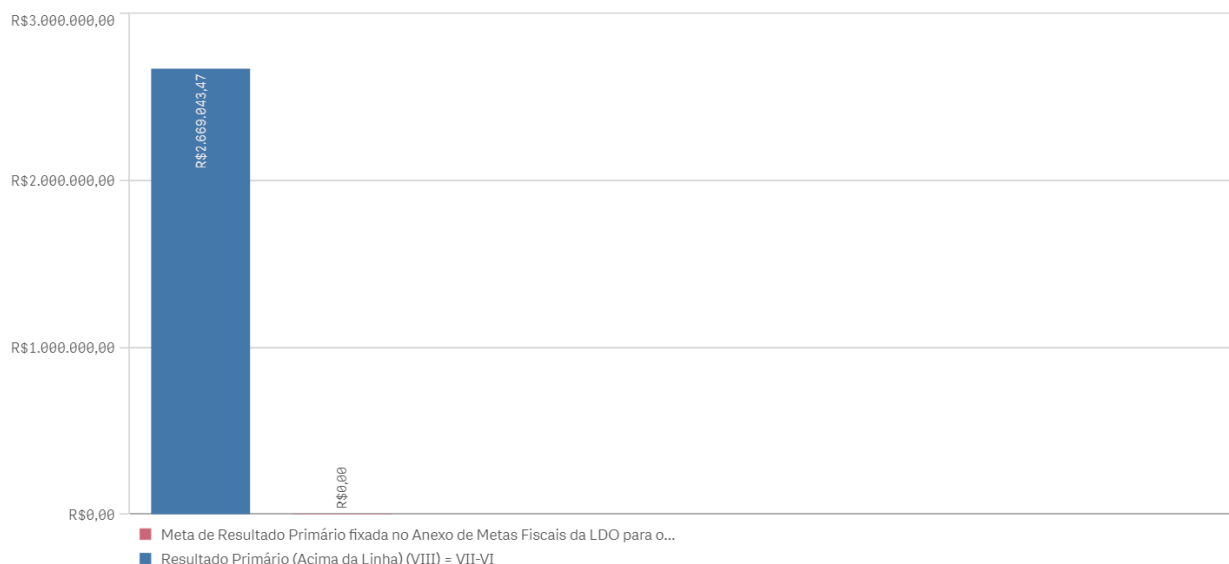 R$3.000.000,00
R$2.669.043,47
R$2.000.000,00
R$1.000.000,00
R$0,00
R$0,00
Meta de Resultado Primário fixada no Anexo de Metas Fiscais da LDO para o...
Resultado Primário (Acima da Linha) (VIII) = VII-VI